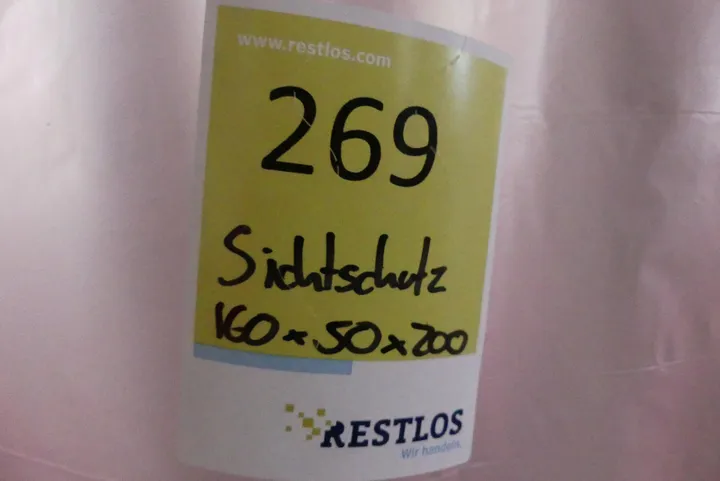 www.restlos.com
269
Sichtschutz
160 x 50 x 200
RESTLOS
Wir handeln.